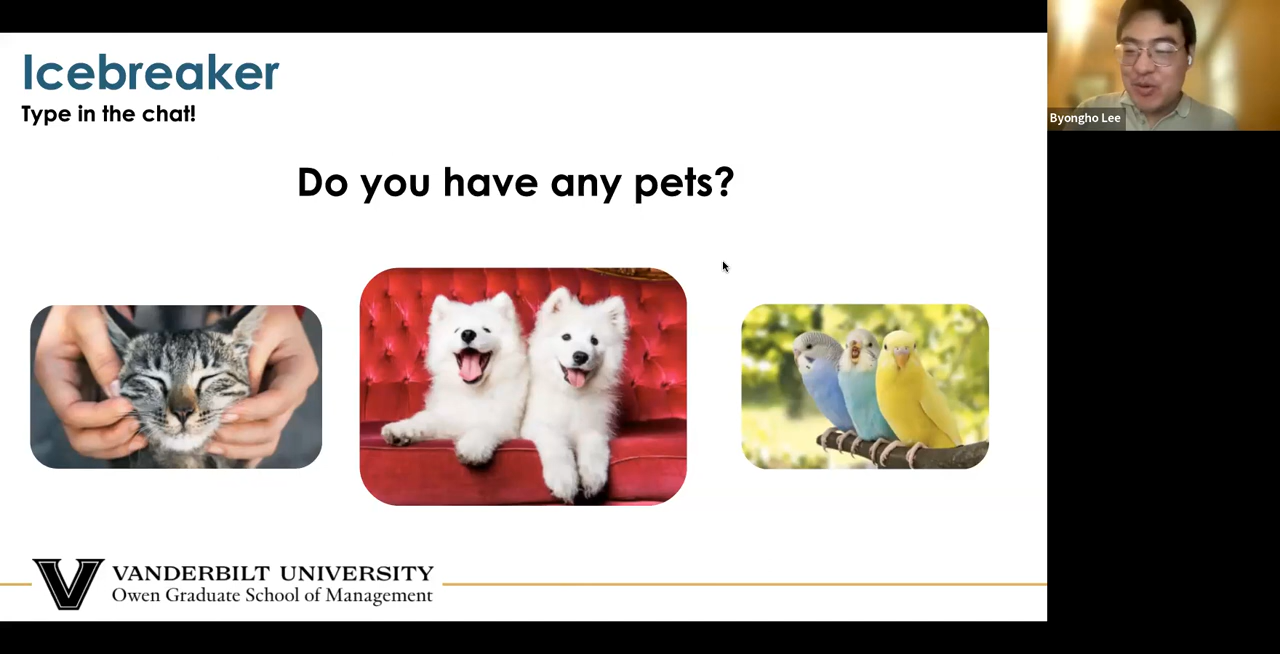 Icebreaker
Type in the chat!
Do you have any pets?
Byongho Lee
V
VANDERBILT UNIVERSITY
Owen Graduate School of Management